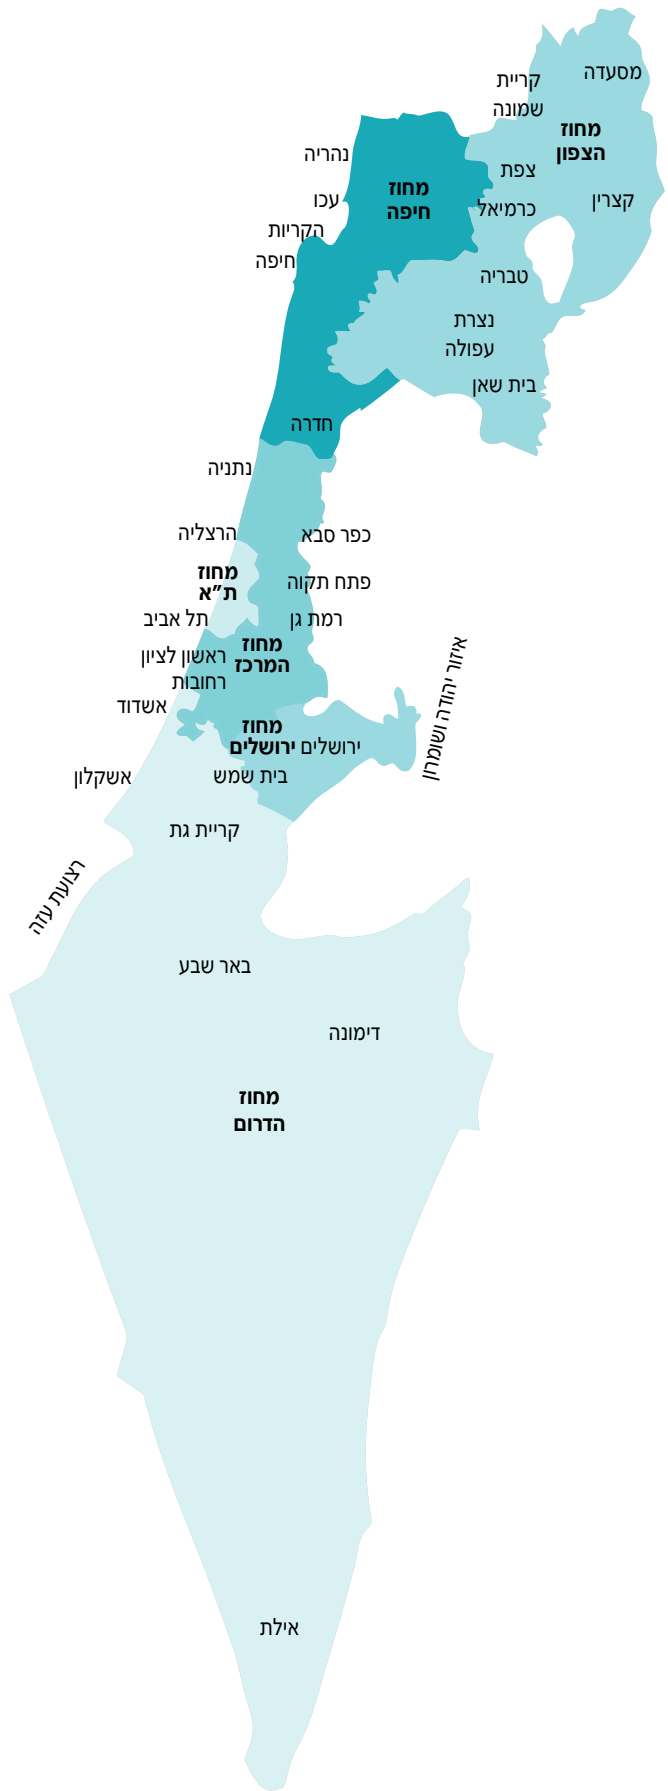 מסעדה
קריית
שמונה
מחוז
הצפון
נהריה
צפת
מחוז
חיפה
עכו
קצרין
כרמיאל
הקריות
חיפה
טבריה
נצרת
עפולה
בית שאן
חדרה
נתניה
הרצליה
כפר סבא
מחוז
ת"א
פתח תקוה
תל אביב
רמת גן
מחוז
המרכז
ראשון לציון
רחובות
איזור יהודה ושומרון
אשדוד
מחוז
ירושלים
ירושלים
בית שמש
אשקלון
קריית גת
רצועת עזה
באר שבע
דימונה
מחוז
הדרום
אילת